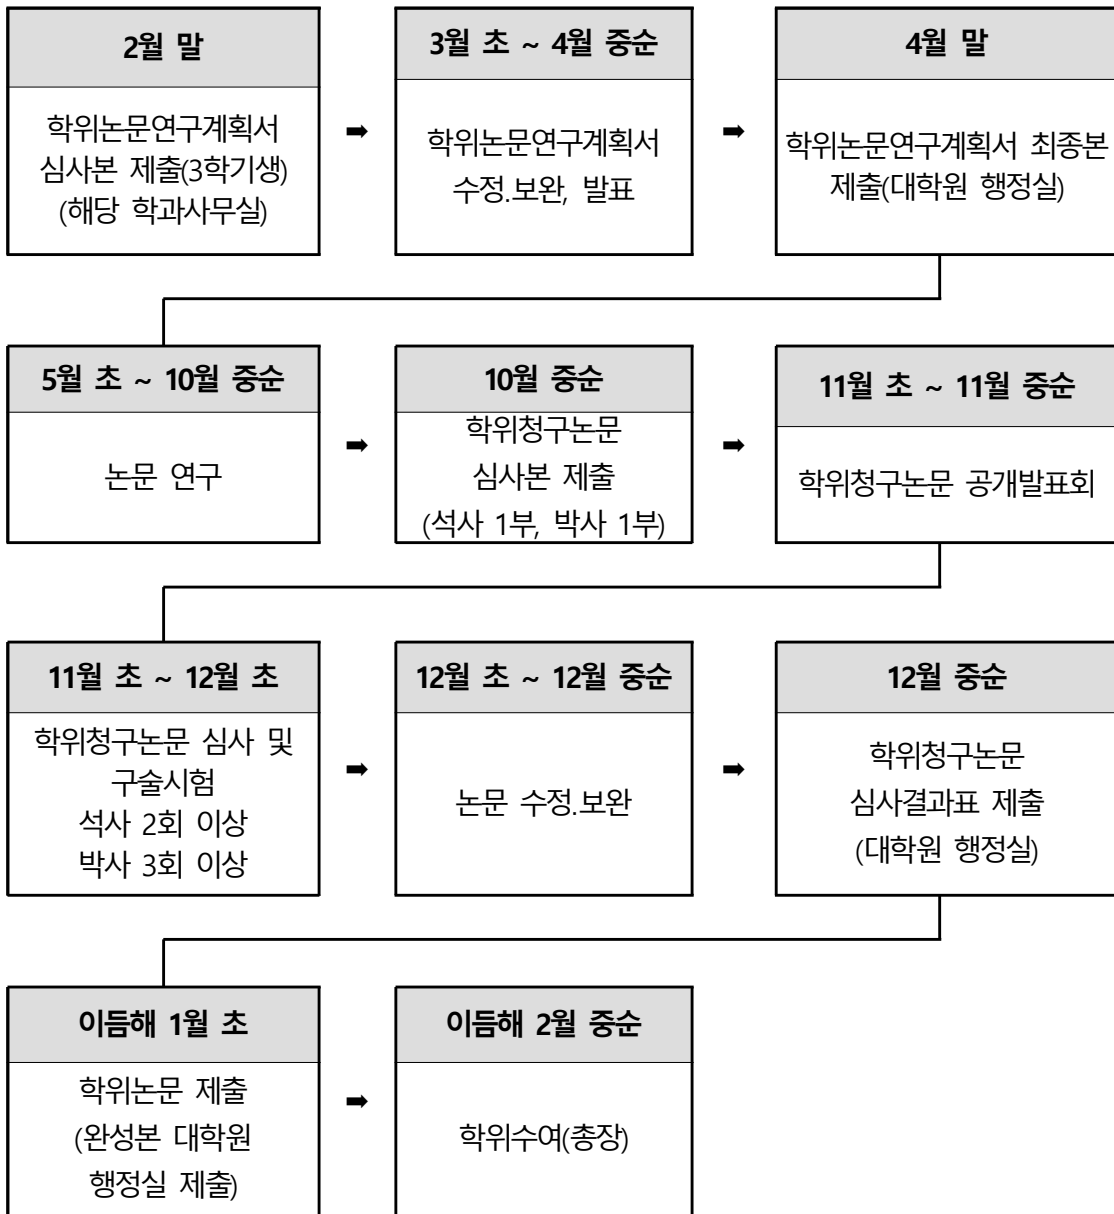 2월 말
학위논문연구계획서
심사본 제출(3학기생)
(해당 학과사무실)
➡
3월 초 ~ 4월 중순
학위논문연구계획서
수정.보완, 발표
➡
4월 말
학위논문연구계획서 최종본
제출(대학원 행정실)
5월 초 ~ 10월 중순
논문 연구
➡
10월 중순
학위청구논문
심사본 제출
(석사 1부, 박사 1부)
➡
11월 초 ~ 11월 중순
학위청구논문 공개발표회
11월 초 ~ 12월 초
학위청구논문 심사 및
구술시험
석사 2회 이상
박사 3회 이상
➡
12월 초 ~ 12월 중순
논문 수정.보완
➡
12월 중순
학위청구논문
심사결과표 제출
(대학원 행정실)
이듬해 1월 초
학위논문 제출
(완성본 대학원
행정실 제출)
➡
이듬해 2월 중순
학위수여(총장)